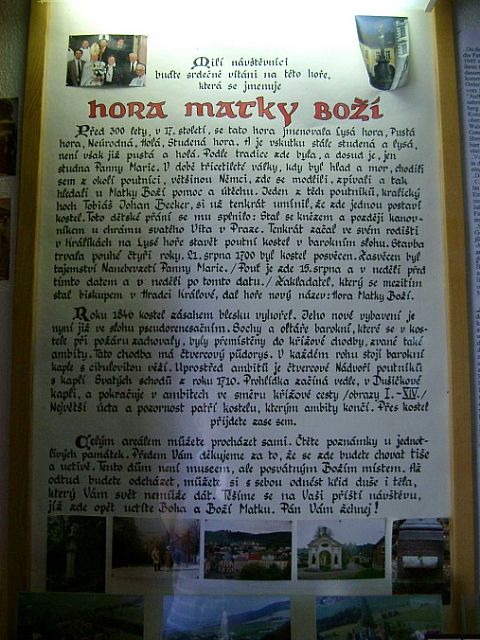 Milí návštěvníci
buďte srdečně vítáni na této hoře,
která se jmenuje
HORA MATKY BOŽÍ
Před 300 lety, v 17. století, se tato hora jmenovala Lysá hora, Pustá
hora, Neúrodná, Holá, Studená hora. A je vskutku stále studená a lysá,
není však již pustá a holá. Podle tradice zde byla, a dosud je, jen
studna Panny Marie. V době třicetileté války, kdy byl hlad a mor, chodili
sem z okolí poutníci, většinou Němci, zde se modlili, zpívali a tak
hledali u Matky Boží pomoc a útěchu. Jeden z těch poutníků, králický
hoch Tobiáš Johan Becker, si už tenkrát umínil, že zde jednou postaví
kostel. Toto dětské přání se mu splnilo: Stal se knězem a později kanov-
níkem u chrámu svatého Víta v Praze. Tenkrát začal ve svém rodišti
v Králíkách na Lysé hoře stavět poutní kostel v barokním slohu. Stavba
trvala pouhé čtyři roky. 21. srpna 1700 byl kostel posvěcen. Zasvěcen byl
tajemství Nanebevzetí Panny Marie. /Pouť je zde 15. srpna a v neděli před
tímto datem a v neděli po tomto datu./ Zakladatel, který se mezitím
stal biskupem v Hradci Králové, dal hoře nový název: Hora Matky Boží.
Roku 1846 kostel zásahem blesku vyhořel. Jeho nové vybavení je
nyní již ve slohu pseudorenesačním. Sochy a oltáře barokní, které se v kos-
tele při požáru zachovaly, byly přemístěny do křížové chodby, zvané také
ambity. Tato chodba má čtvercový půdorys. V každém rohu stojí barokní
kaple s cibulovitou věží. Uprostřed ambitů je čtvercové Nádvoří poutníků
s kaplí Svatých schodů z roku 1710. Prohlídka začíná vedle, v Dušičkové
kapli, a pokračuje v ambitech ve směru křížové cesty /obrazy I. - XIV./
Největší úcta a pozornost patří kostelu, kterým ambity končí. Přes kostel
přijdete zase sem.
Celým areálem můžete procházet sami. Čtěte poznámky u jednot-
livých památek. Předem Vám děkujeme za to, že se zde budete chovat tiše
a uctivě. Tento dům není museem, ale posvátným Božím místem. Až
odtud budete odcházet, můžete si s sebou odnést klid duše i těla,
který Vám svět nemůže dát. Těšíme se na Vaši příští návštěvu,
jíž zde opět uctíte Boha a Boží Matku. Pán Vám žehnej!